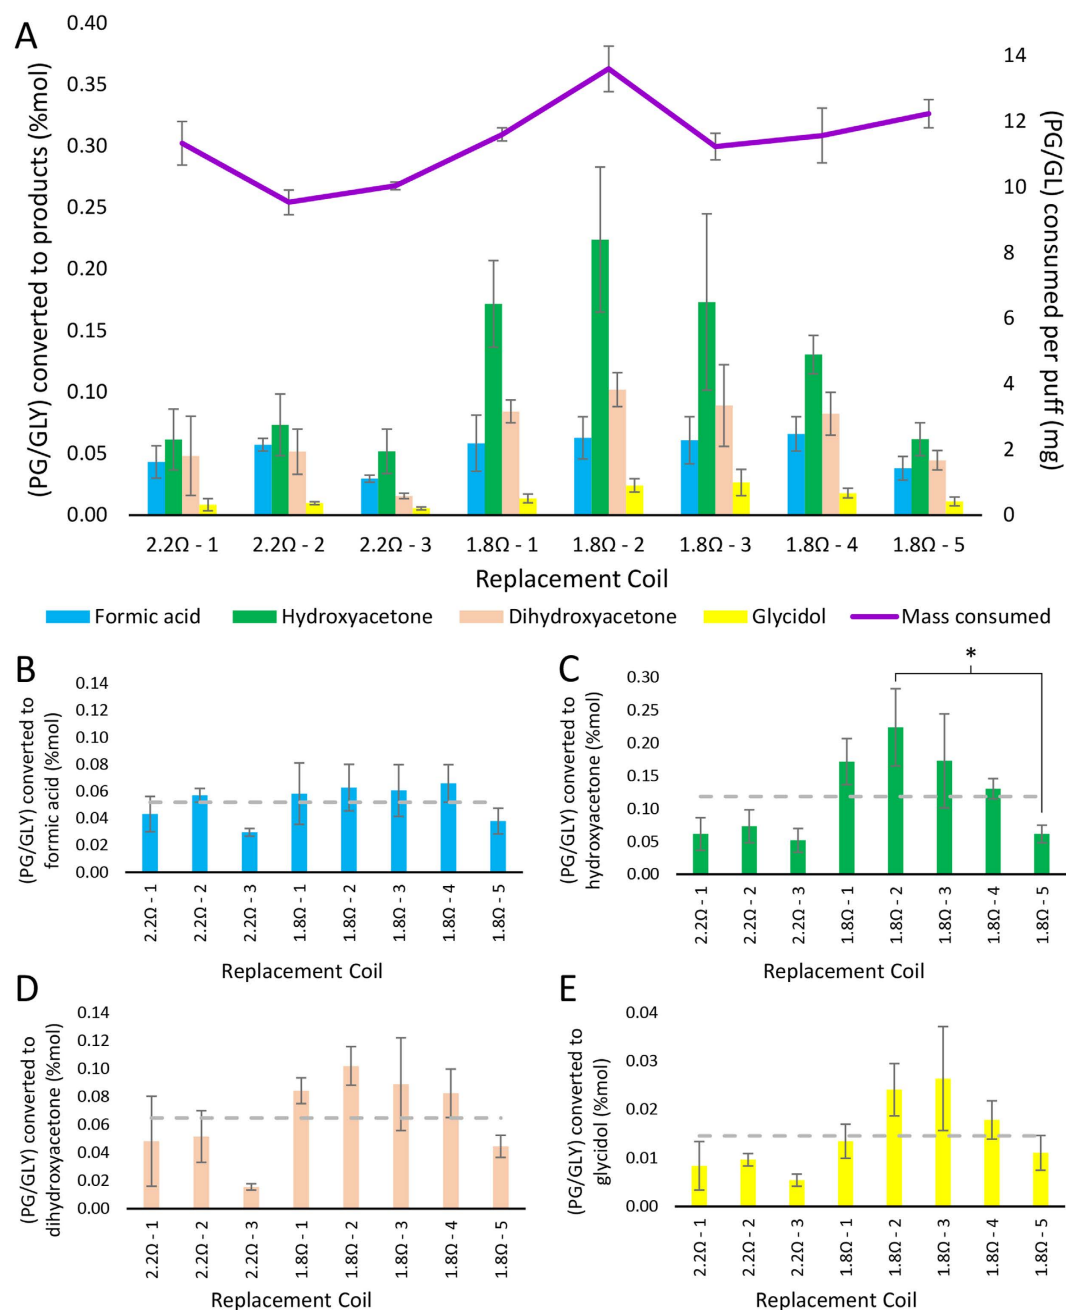 A
(PG/GLY) converted to products (%mol)
0.40
0.35
0.30
0.25
0.20
0.15
0.10
0.05
0.00
14
12
10
8
6
4
2
0
(PG/GL) consumed per puff (mg)
2.2Ω - 1 2.2Ω - 2 2.2Ω - 3 1.8Ω - 1 1.8Ω - 2 1.8Ω - 3 1.8Ω - 4 1.8Ω - 5
Replacement Coil
Formic acid Hydroxyacetone Dihydroxyacetone Glycidol Mass consumed
B
(PG/GLY) converted to
formic acid (%mol)
0.14
0.12
0.10
0.08
0.06
0.04
0.02
0.00
2.2Ω - 1
2.2Ω - 2
2.2Ω - 3
1.8Ω - 1
1.8Ω - 2
1.8Ω - 3
1.8Ω - 4
1.8Ω - 5
Replacement Coil
C
*
(PG/GLY) converted to
hydroxyacetone (%mol)
0.30
0.25
0.20
0.15
0.10
0.05
0.00
2.2Ω - 1
2.2Ω - 2
2.2Ω - 3
1.8Ω - 1
1.8Ω - 2
1.8Ω - 3
1.8Ω - 4
1.8Ω - 5
Replacement Coil
D
(PG/GLY) converted to
dihydroxyacetone (%mol)
0.14
0.12
0.10
0.08
0.06
0.04
0.02
0.00
2.2Ω - 1
2.2Ω - 2
2.2Ω - 3
1.8Ω - 1
1.8Ω - 2
1.8Ω - 3
1.8Ω - 4
1.8Ω - 5
Replacement Coil
E
(PG/GLY) converted to
glycidol (%mol)
0.04
0.03
0.02
0.01
0.00
2.2Ω - 1
2.2Ω - 2
2.2Ω - 3
1.8Ω - 1
1.8Ω - 2
1.8Ω - 3
1.8Ω - 4
1.8Ω - 5
Replacement Coil